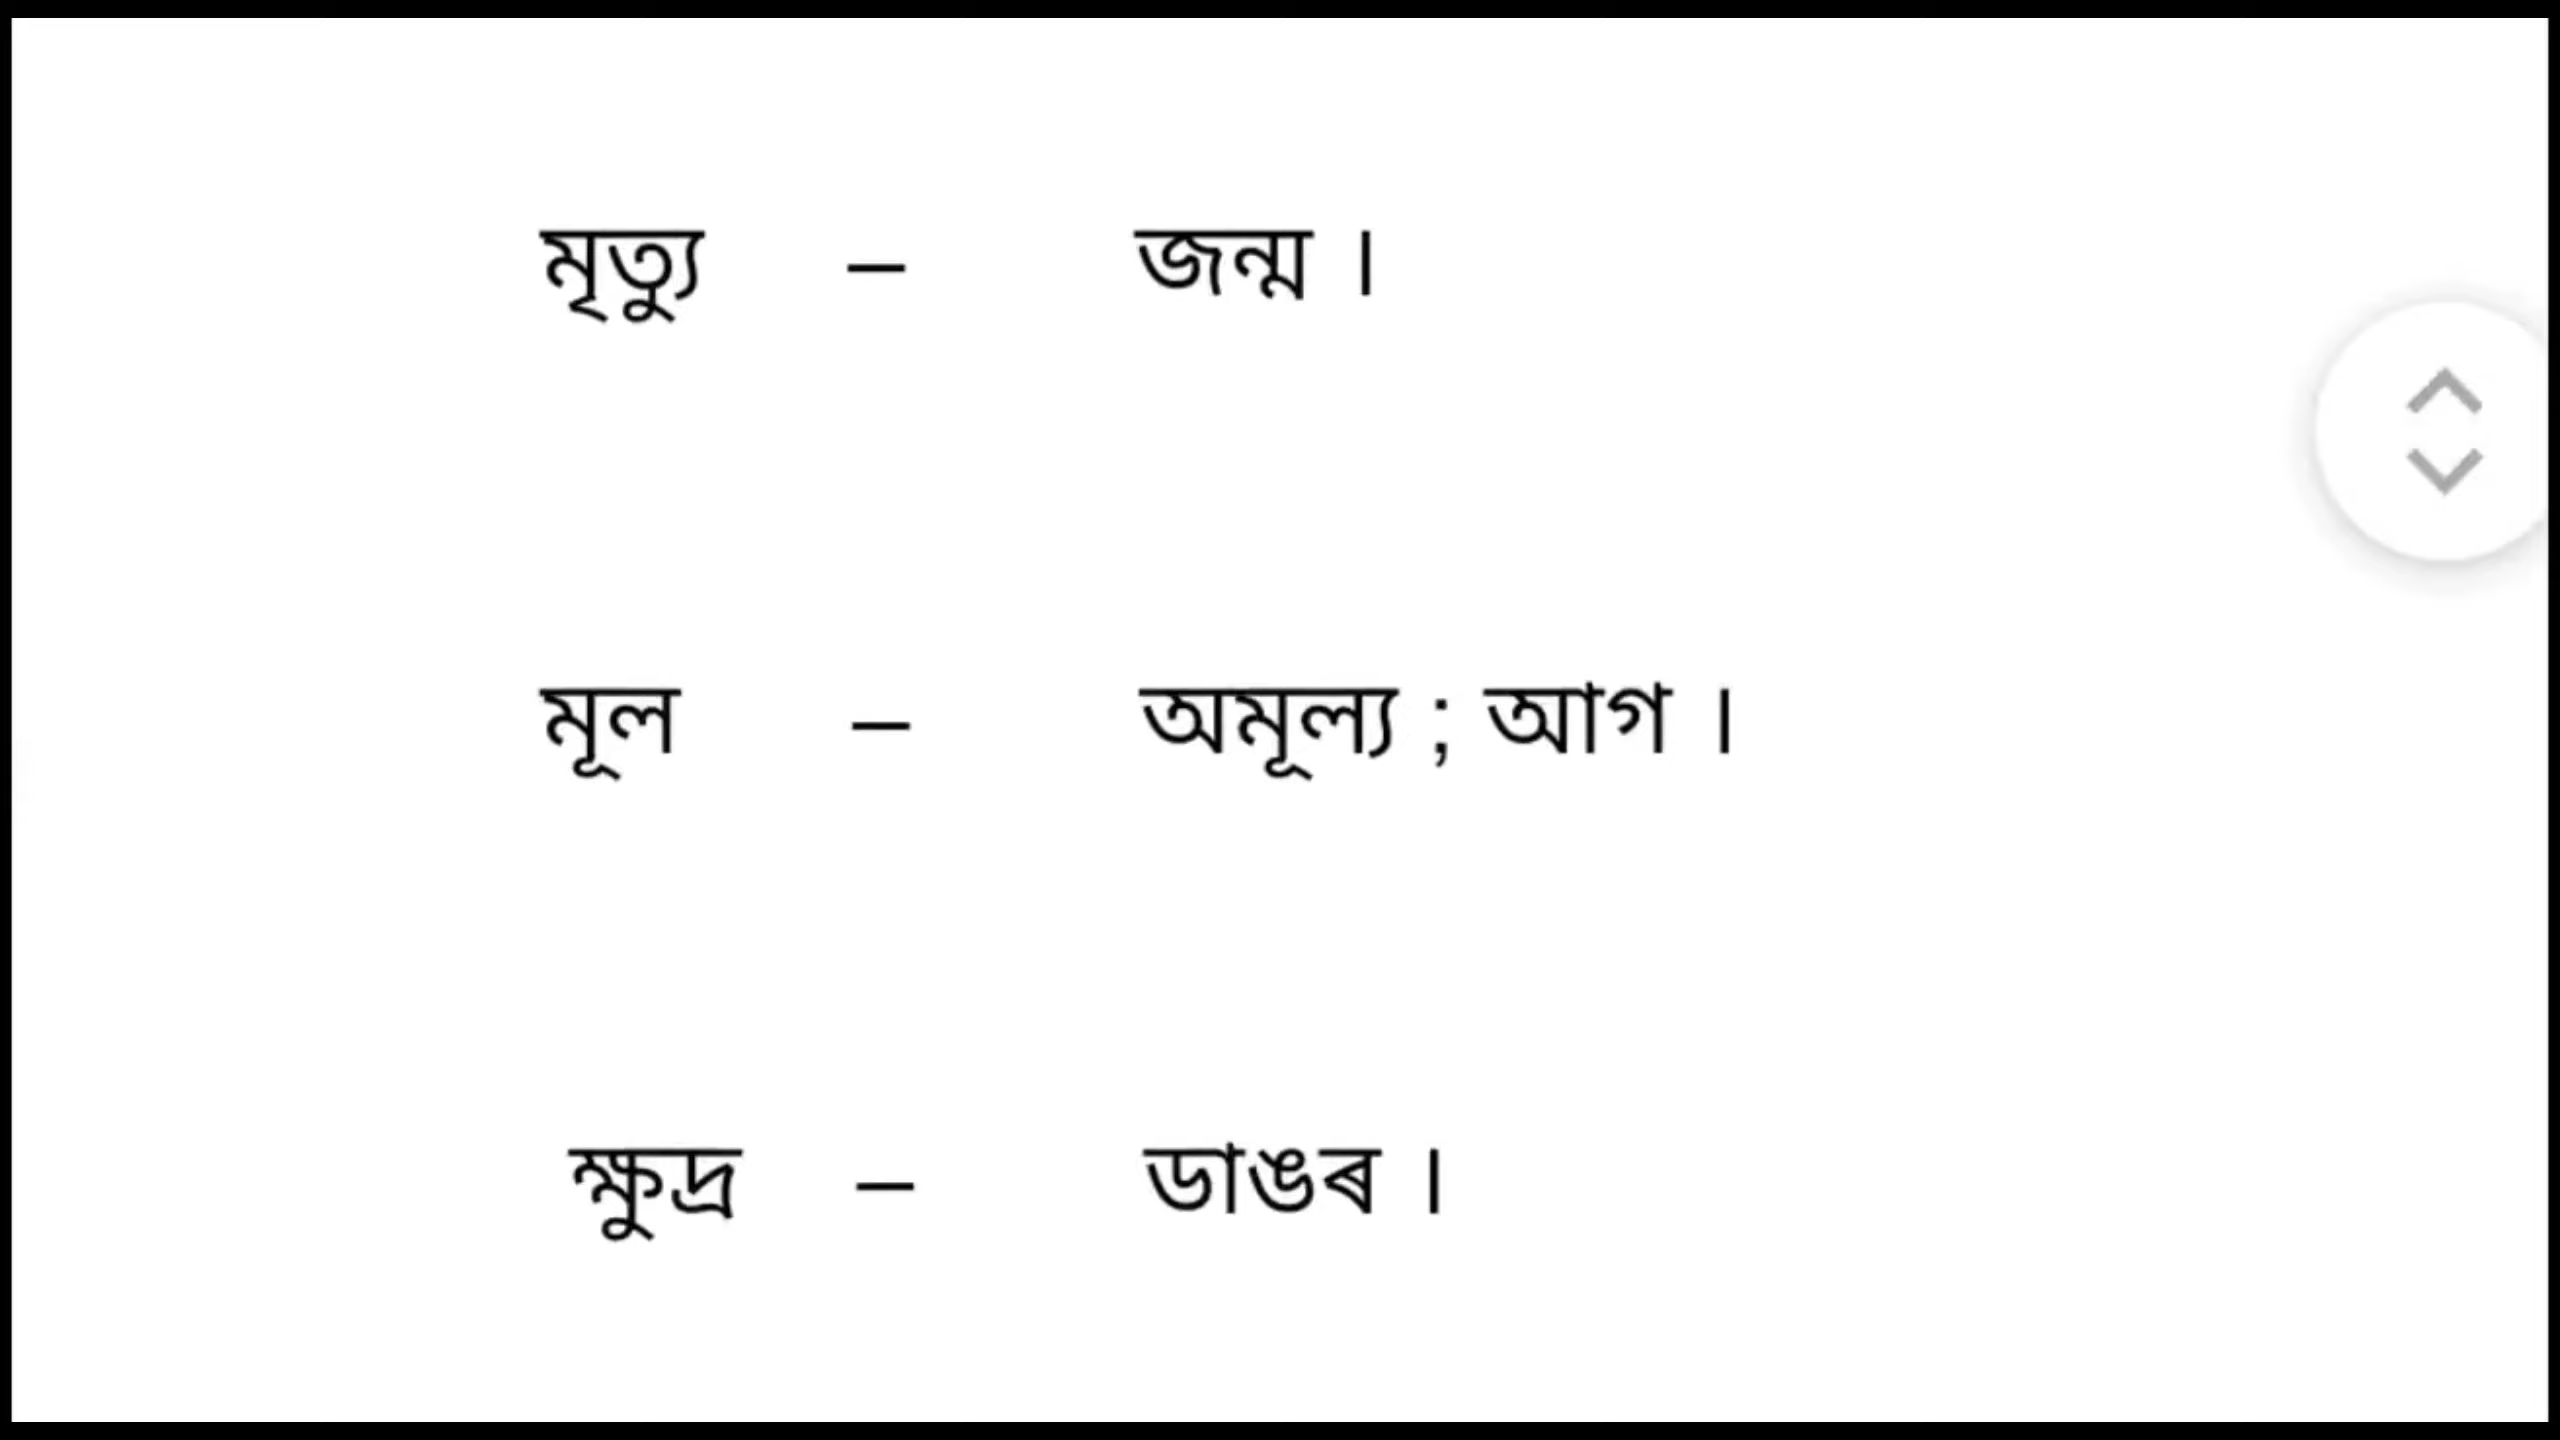 মৃত্যু – জন্ম ।
মূল – অমূল্য ; আগ ।
ক্ষুদ্ৰ – ডাঙৰ ।